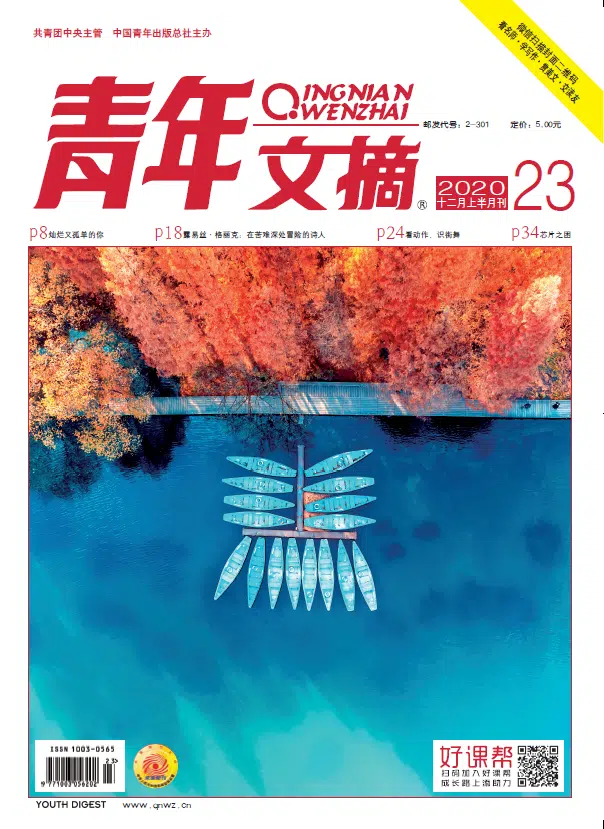 共青团中央主管 中国青年出版总社主办
微信扫描封面二维码
看名师·学写作·赏美文·交读友
青年文摘
QINGNIAN
WENZHAI
邮发代号：2-301 定价：5.00元
®
2020
十二月上半月刊
23
p8灿烂又孤单的你 p18露易丝·格丽克：在苦难深处冒险的诗人 p24看动作，识街舞 p34芯片之困
ISSN 1003-0565
23>
9 771003 056202
好课帮
扫码加入好课帮
成长路上添助力
YOUTH DIGEST www.qnwz.cn